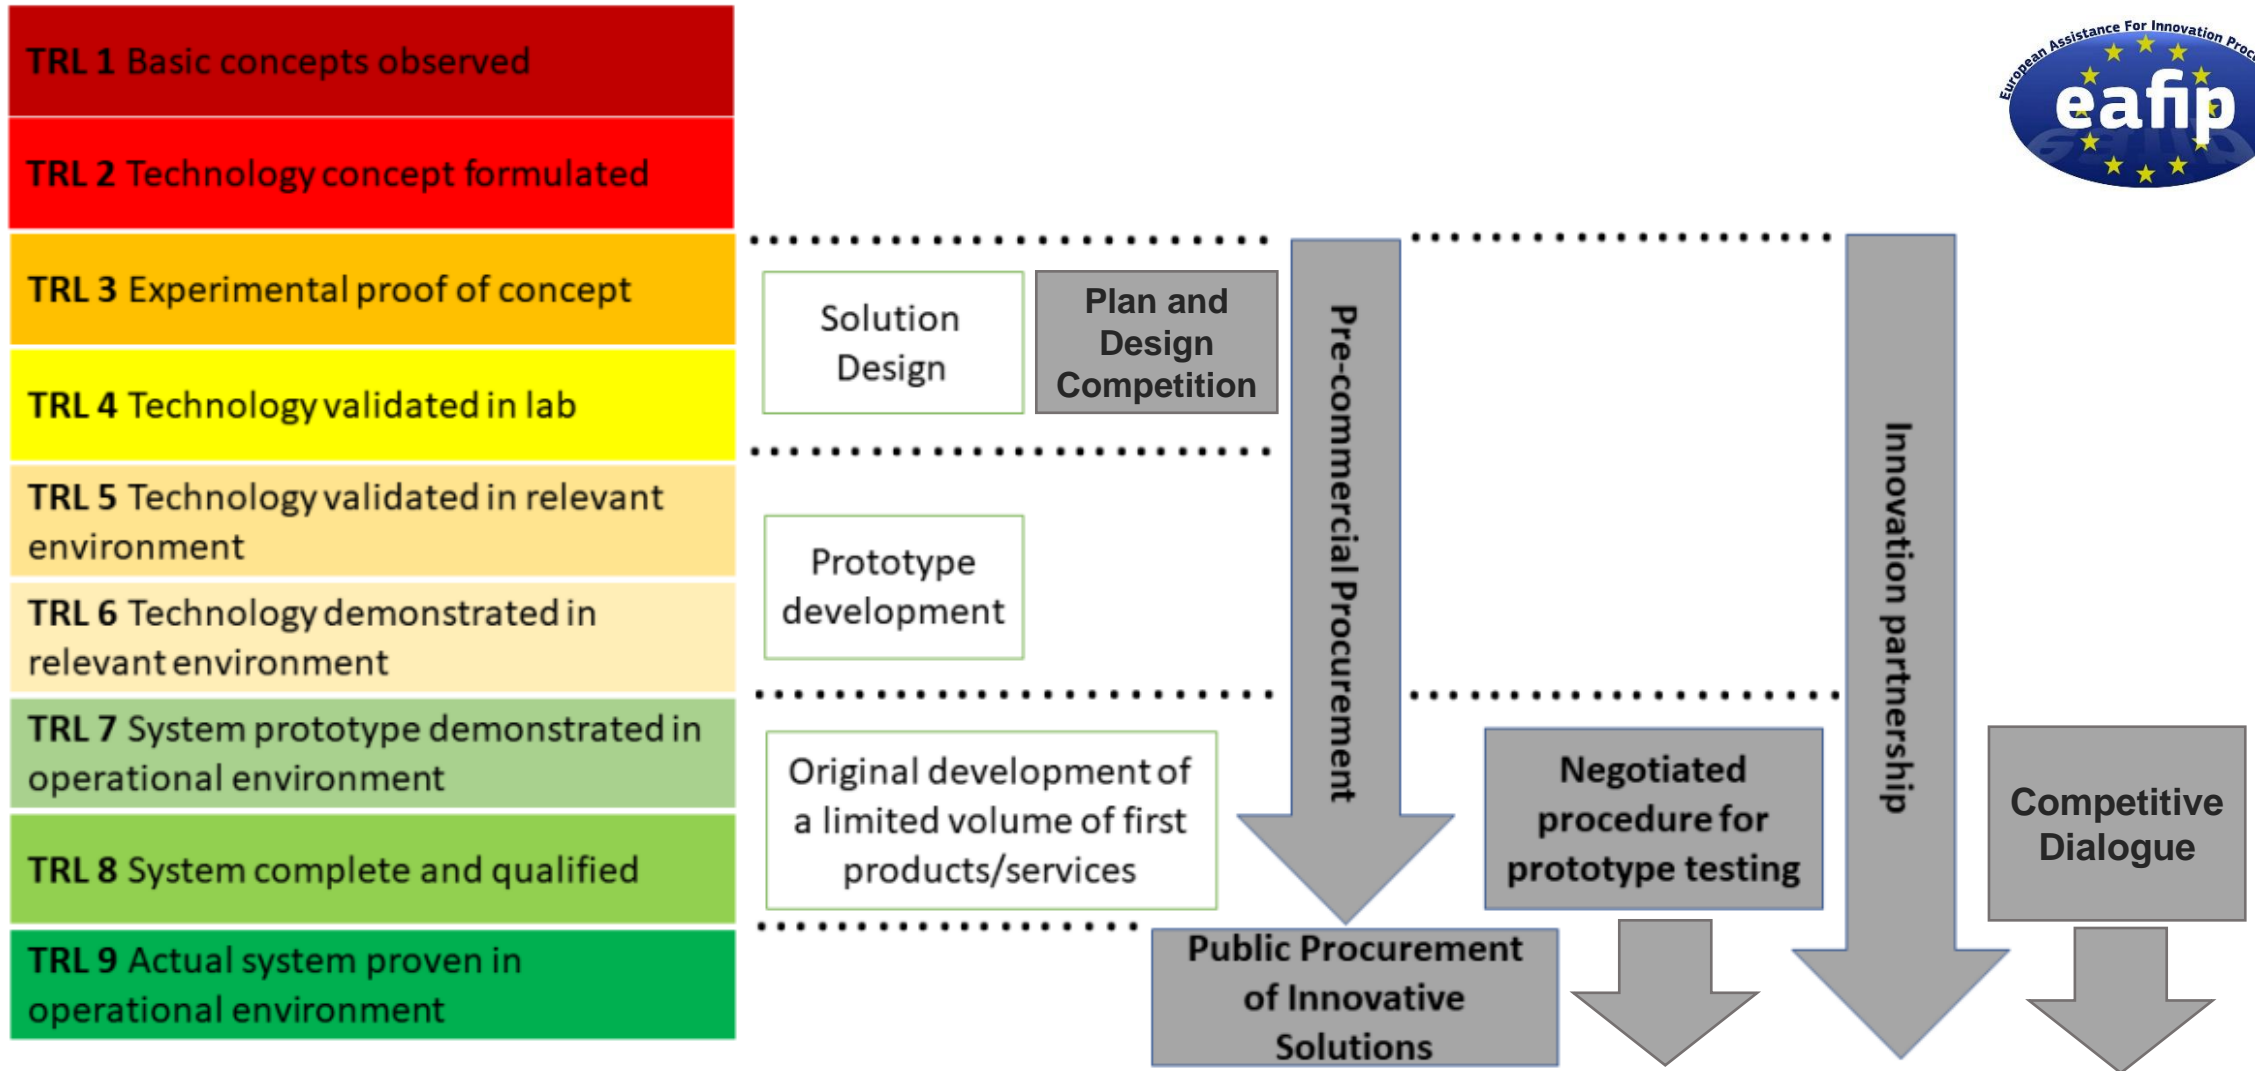 TRL 1 Basic concepts observed
TRL 2 Technology concept formulated
TRL 3 Experimental proof of concept
TRL 4 Technology validated in lab
TRL 5 Technology validated in relevant
environment
TRL 6 Technology demonstrated in
relevant environment
TRL 7 System prototype demonstrated in
operational environment
TRL 8 System complete and qualified
TRL 9 Actual system proven in
operational environment
Solution
Design
Plan and
Design
Competition
Prototype
development
Original development of
a limited volume of first
products/services
Pre-commercial Procurement
Public Procurement
of Innovative
Solutions
Negotiated
procedure for
prototype testing
Innovation partnership
Competitive
Dialogue
European Assistance For Innovation
eafip